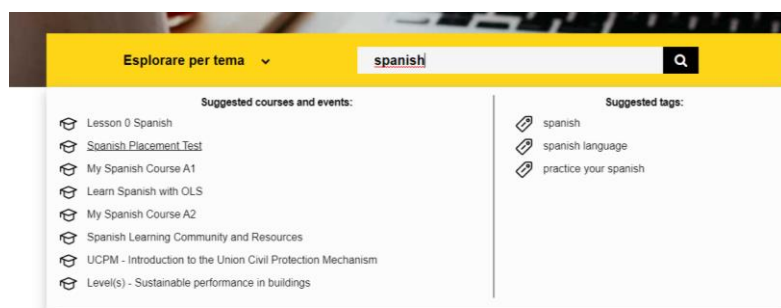 Esplorare per tema
spanish
Suggested courses and events:
Lesson 0 Spanish
Spanish Placement Test
My Spanish Course A1
Learn Spanish with OLS
My Spanish Course A2
Spanish Learning Community and Resources
UCPM - Introduction to the Union Civil Protection Mechanism
Level(s) - Sustainable performance in buildings
Suggested tags:
spanish
spanish language
practice your spanish